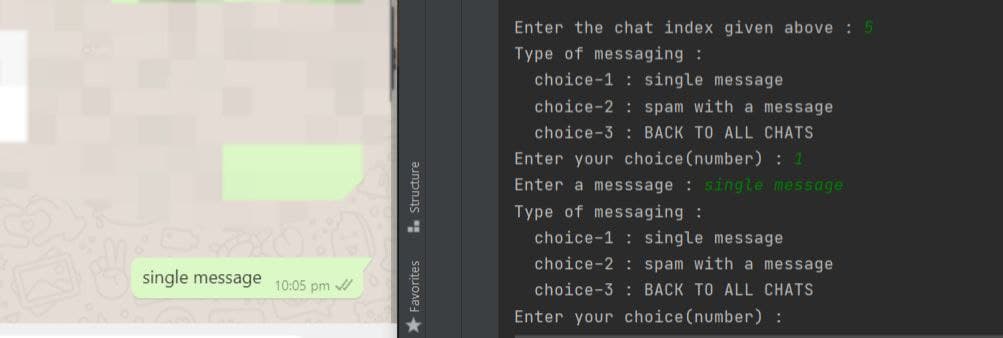 single message 10:05 pm
Structure
Favorites
Enter the chat index given above : 5
Type of messaging :
choice-1 : single message
choice-2 : spam with a message
choice-3 : BACK TO ALL CHATS
Enter your choice(number) : 1
Enter a messsage : single message
Type of messaging :
choice-1 : single message
choice-2 : spam with a message
choice-3 : BACK TO ALL CHATS
Enter your choice(number) :